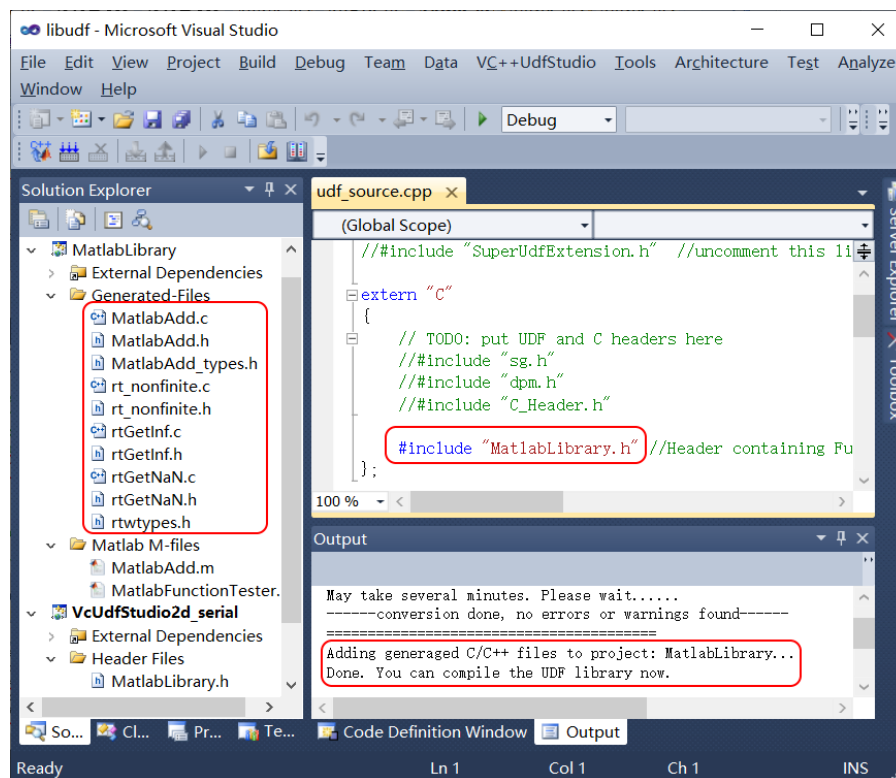 libudf - Microsoft Visual Studio
File Edit View Project Build Debug Team Data VC++UdfStudio Tools Architecture Test Analyze
Window Help
Debug
Solution Explorer
MatlabLibrary
External Dependencies
Generated-Files
MatlabAdd.c
MatlabAdd.h
MatlabAdd_types.h
rt_nonfinite.c
rt_nonfinite.h
rtGetInf.c
rtGetInf.h
rtGetNaN.c
rtGetNaN.h
rtwtypes.h
Matlab M-files
MatlabAdd.m
MatlabFunctionTester.
VcUdfStudio2d_serial
External Dependencies
Header Files
MatlabLibrary.h
So... Cl... Pr... Te...
udf_source.cpp
(Global Scope)
//#include "SuperUdfExtension.h" //uncomment this li
extern "C"
{
// TODO: put UDF and C headers here
//#include "sg.h"
//#include "dpm.h"
//#include "C_Header.h"
#include "MatlabLibrary.h" //Header containing Fu
};
100 %
Output
May take several minutes. Please wait......
------conversion done, no errors or warnings found------
========================================
Adding generaged C/C++ files to project: MatlabLibrary...
Done. You can compile the UDF library now.
Code Definition Window Output
Server Explorer
Toolbox
Ready Ln 1 Col 1 Ch 1 INS